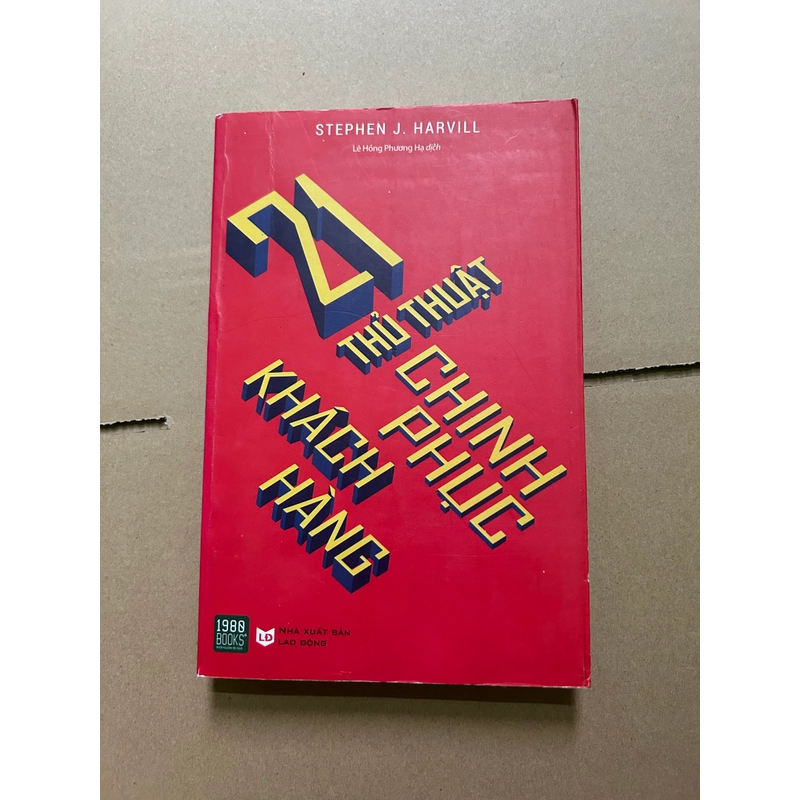 STEPHEN J. HARVILL
Lê Hồng Phương Hạ dịch
21
THỦ THUẬT
CHINH
PHỤC
KHÁCH
HÀNG
1980
BOOKS
LĐ
NHÀ XUẤT BẢN
LAO ĐỘNG